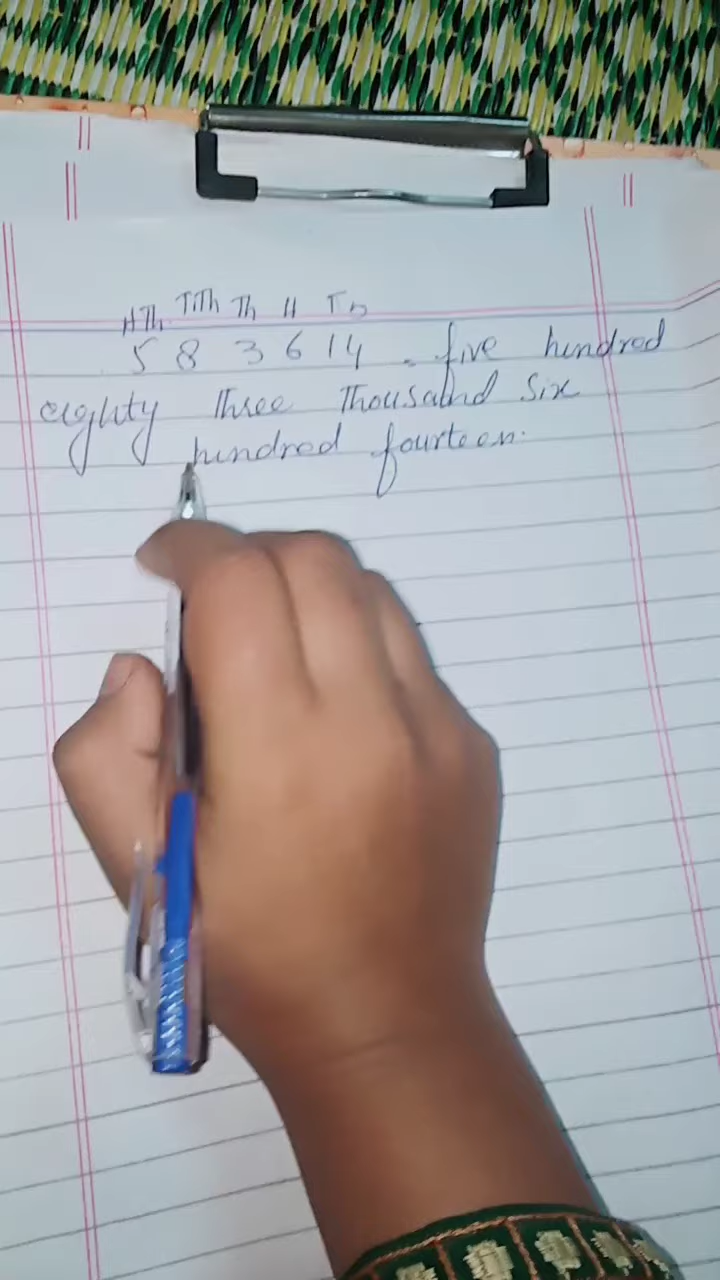 HTh TTh Th H T O
5 8 3 6 1 4 - five hundred
eighty three thousand six
hundred fourteen.